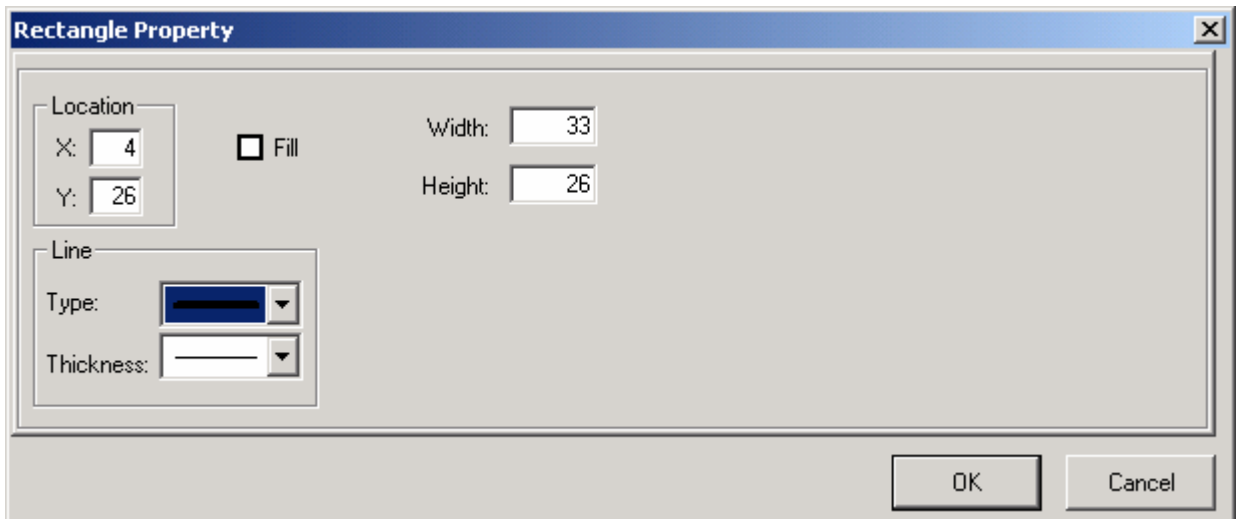 Rectangle Property
Location
X: 4
Y: 26
Fill
Width: 33
Height: 26
Line
Type:
Thickness:
OK Cancel